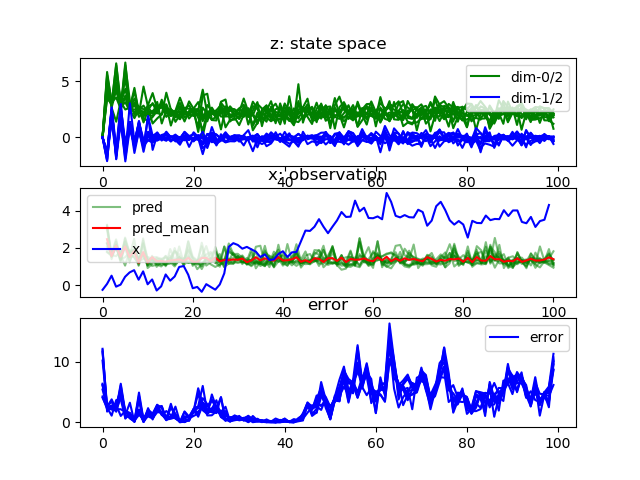 z: state space
5
0
dim-0/2
dim-1/2
0 20 40 60 80 100
x: observation
4
2
0
pred
pred_mean
x
0 20 40 60 80 100
error
10
0
error
0 20 40 60 80 100